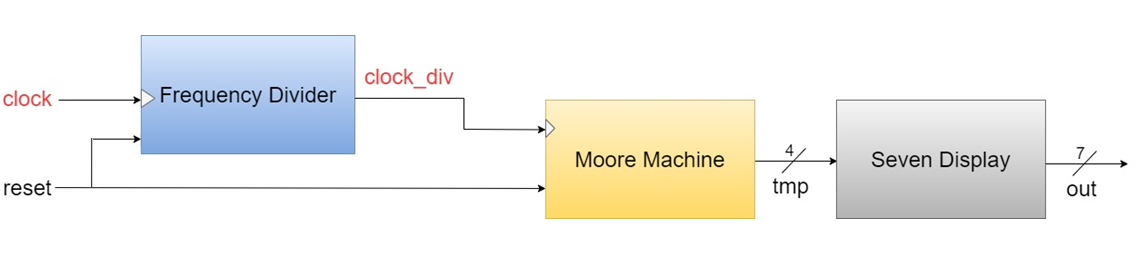 clock
Frequency Divider
clock_div
reset
Moore Machine
4
tmp
Seven Display
7
out